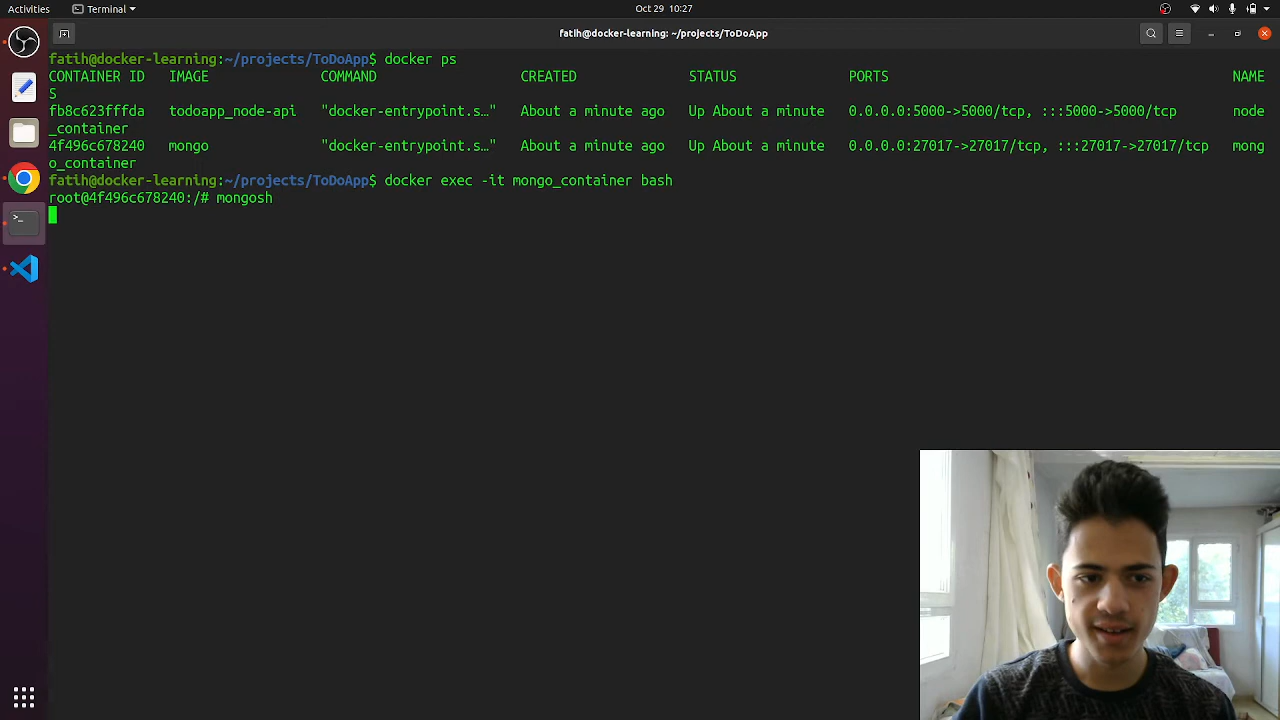 Activities Terminal Oct 29 10:27
fatih@docker-learning: ~/projects/ToDoApp
fatih@docker-learning:~/projects/ToDoApp$ docker ps
CONTAINER ID IMAGE COMMAND CREATED STATUS PORTS NAME
S
fb8c623fffda todoapp_node-api "docker-entrypoint.s…" About a minute ago Up About a minute 0.0.0.0:5000->5000/tcp, :::5000->5000/tcp node
_container
4f496c678240 mongo "docker-entrypoint.s…" About a minute ago Up About a minute 0.0.0.0:27017->27017/tcp, :::27017->27017/tcp mong
o_container
fatih@docker-learning:~/projects/ToDoApp$ docker exec -it mongo_container bash
root@4f496c678240:/# mongosh